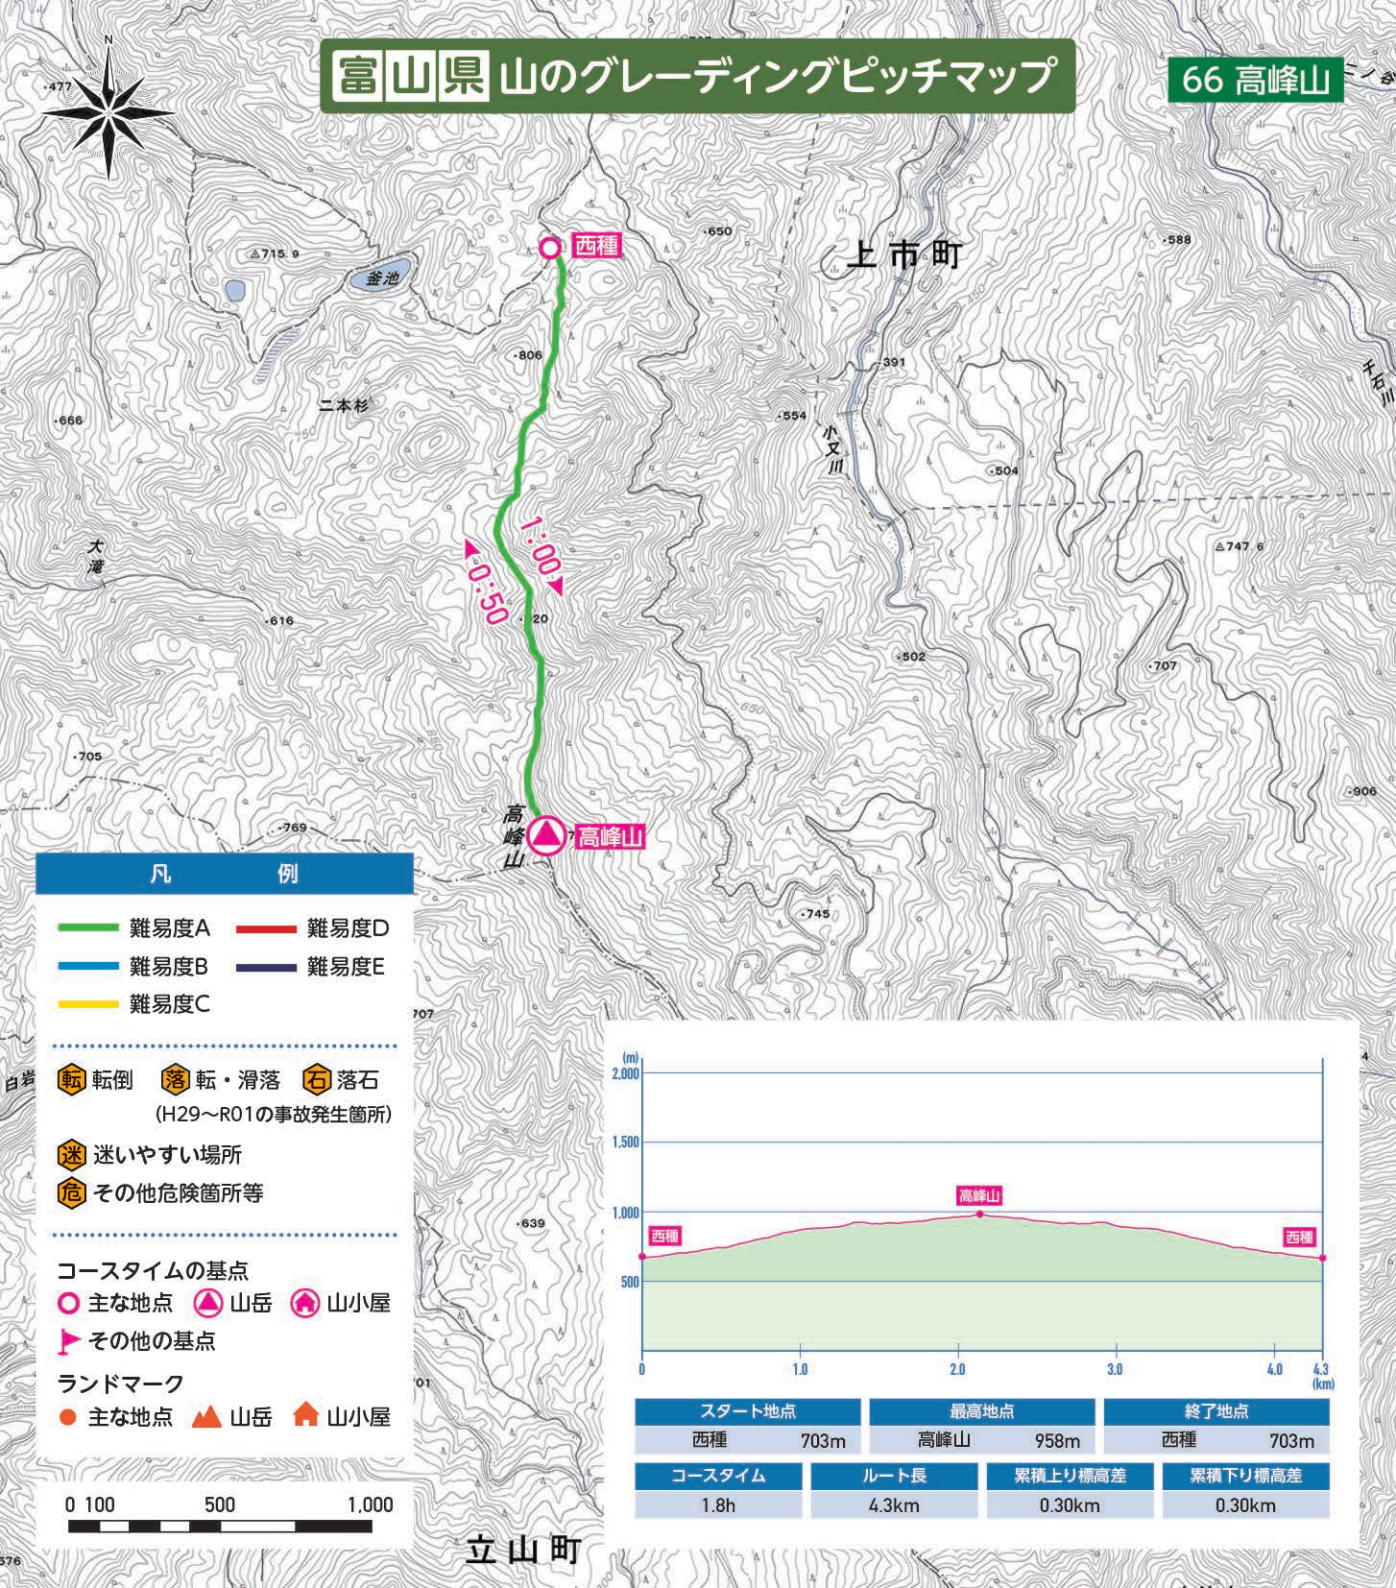 富山県 山のグレーディングピッチマップ
66 高峰山
N
・477
・650
西種
上市町
・588
△715.9
釜池
・806
・391
千石川
二本杉
・554
・666
小又川
750
・504
1:00
大滝
△747.6
0:50
・616
・502
・707
650
・705
・906
・769
高峰山
高峰山
・745
凡 例
難易度A 難易度D
難易度B 難易度E
難易度C
707
転 転倒 落 転・滑落 石 落石
(H29〜R01の事故発生箇所)
白岩
迷 迷いやすい場所
危 その他危険箇所等
・639
コースタイムの基点
主な地点 山岳 山小屋
その他の基点
ランドマーク
主な地点 山岳 山小屋
0 100 500 1,000
立山町
(m)
2,000
1,500
1,000
500
西種
高峰山
西種
0 1.0 2.0 3.0 4.0 4.3
(km)
スタート地点 最高地点 終了地点
西種 703m 高峰山 958m 西種 703m
コースタイム ルート長 累積上り標高差 累積下り標高差
1.8h 4.3km 0.30km 0.30km